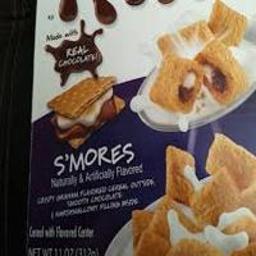 Made with
REAL
CHOCOLATE!
S'MORES
Naturally & Artificially Flavored
CRISPY GRAHAM FLAVORED CEREAL OUTSIDE,
SMOOTH CHOCOLATE
& MARSHMALLOWY FILLING INSIDE
Cereal with Flavored Center
NET WT 11 OZ (312g)